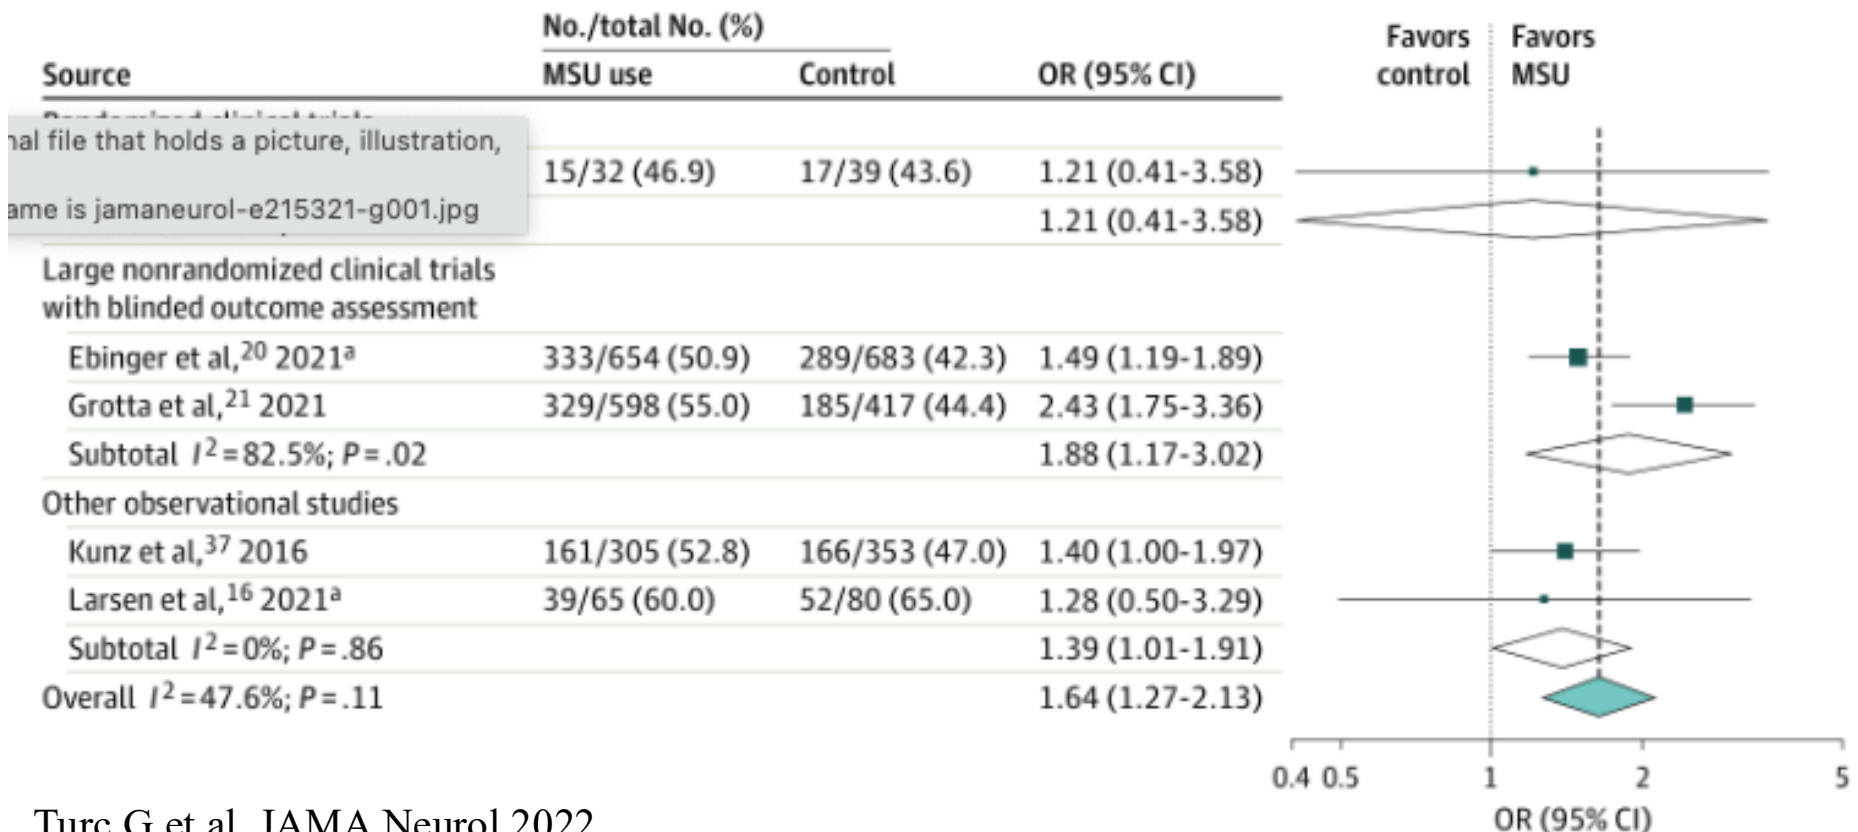 No./total No. (%)
Favors Favors
Source MSU use Control OR (95% CI) control MSU
Randomized clinical trials
nal file that holds a picture, illustration,
15/32 (46.9) 17/39 (43.6) 1.21 (0.41-3.58)
ame is jamaneurol-e215321-g001.jpg 1.21 (0.41-3.58)
Large nonrandomized clinical trials
with blinded outcome assessment
Ebinger et al,20 2021a 333/654 (50.9) 289/683 (42.3) 1.49 (1.19-1.89)
Grotta et al,21 2021 329/598 (55.0) 185/417 (44.4) 2.43 (1.75-3.36)
Subtotal I2=82.5%; P=.02 1.88 (1.17-3.02)
Other observational studies
Kunz et al,37 2016 161/305 (52.8) 166/353 (47.0) 1.40 (1.00-1.97)
Larsen et al,16 2021a 39/65 (60.0) 52/80 (65.0) 1.28 (0.50-3.29)
Subtotal I2=0%; P=.86 1.39 (1.01-1.91)
Overall I2=47.6%; P=.11 1.64 (1.27-2.13)
0.4 0.5 1 2 5
OR (95% CI)
Turc G et al. JAMA Neurol 2022